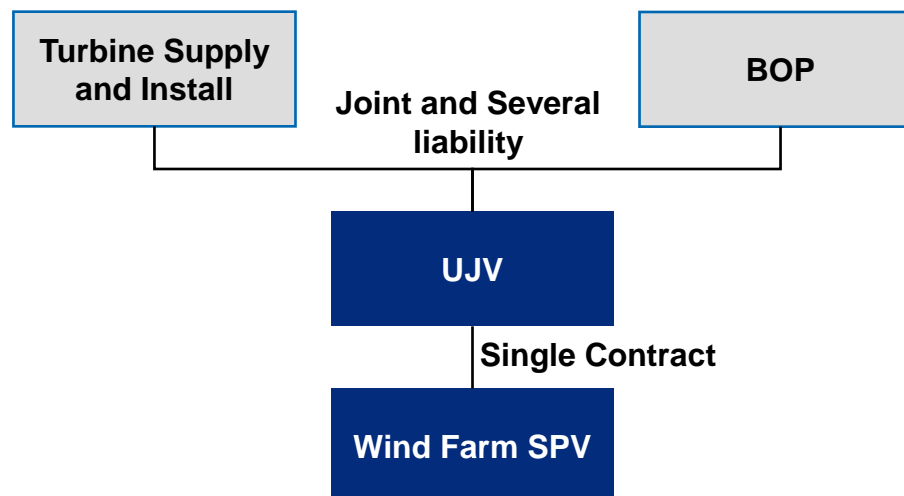 Turbine Supply
and Install
BOP
Joint and Several
liability
UJV
Single Contract
Wind Farm SPV